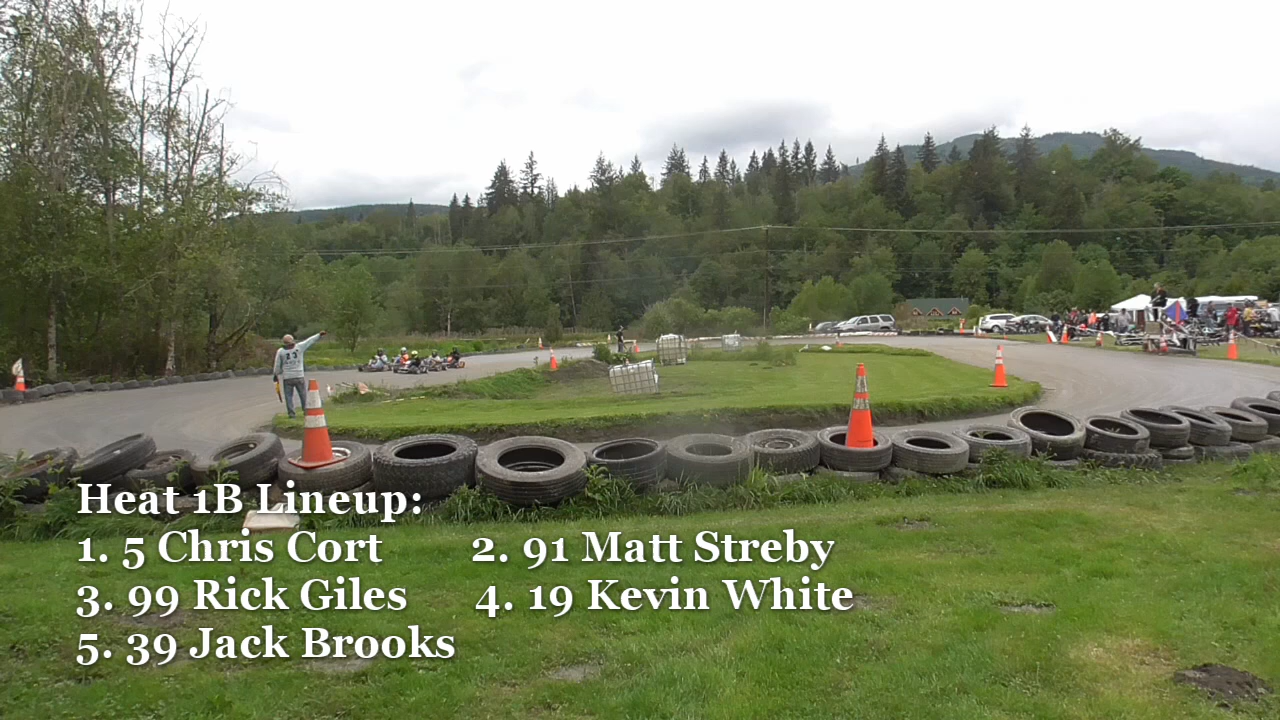 Heat 1B Lineup:
1. 5 Chris Cort 2. 91 Matt Streby
3. 99 Rick Giles 4. 19 Kevin White
5. 39 Jack Brooks